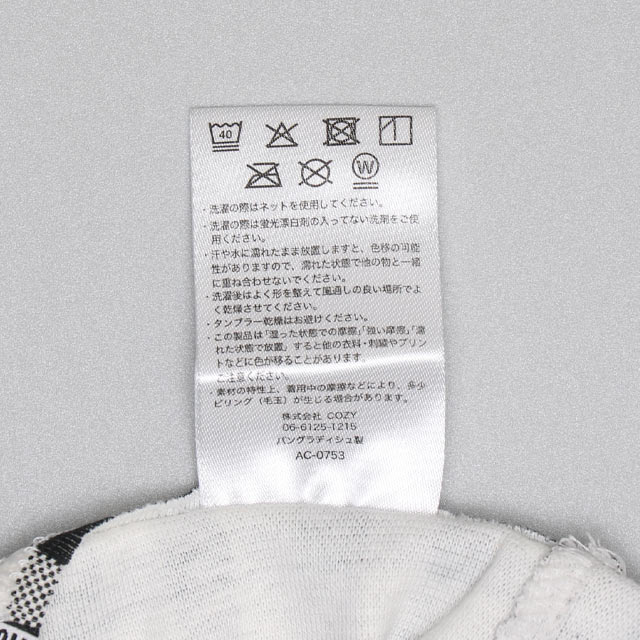 40
W
・洗濯の際はネットを使用してください。
・洗濯の際は蛍光漂白剤の入ってない洗剤をご使
用ください。
・汗や水に濡れたまま放置しますと、色移の可能
性がありますので、濡れた状態で他の物と一緒
に重ね合わせないでください。
・洗濯後はよく形を整えて風通しの良い場所でよ
く乾燥させてください。
・タンブラー乾燥はお避けください。
・この製品は「湿った状態での摩擦」「強い摩擦」「濡
れた状態で放置」すると他の衣料・刺繍やプリン
トなどに色が移ることがあります。
ご注意ください。
・素材の特性上、着用中の摩擦などにより、多少
ピリング（毛玉）が生じる場合があります。
株式会社 COZY
06-6125-1215
バングラディシュ製
AC-0753